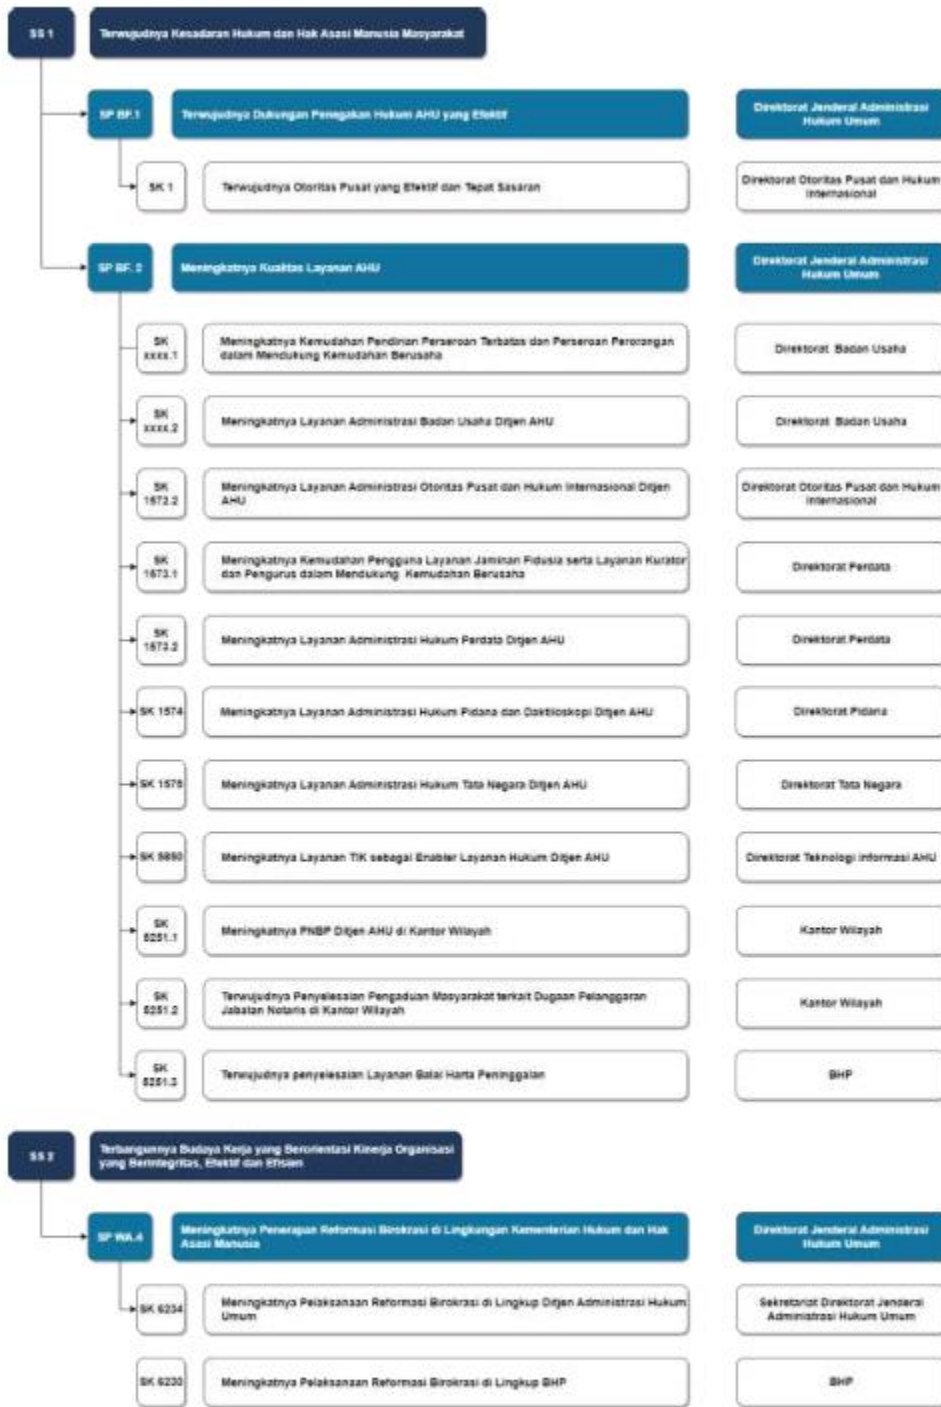 SS 1
Terwujudnya Kesadaran Hukum dan Hak Asasi Manusia Masyarakat
SP BF.1
Terwujudnya Dukungan Penegakan Hukum AHU yang Efektif
Direktorat Jenderal Administrasi
Hukum Umum
SK 1
Terwujudnya Otoritas Pusat yang Efektif dan Tepat Sasaran
Direktorat Otoritas Pusat dan Hukum
Internasional
SP BF. 2
Meningkatnya Kualitas Layanan AHU
Direktorat Jenderal Administrasi
Hukum Umum
SK
xxxx.1
Meningkatnya Kemudahan Pendirian Perseroan Terbatas dan Perseroan Perorangan
dalam Mendukung Kemudahan Berusaha
Direktorat Badan Usaha
SK
xxxx.2
Meningkatnya Layanan Administrasi Badan Usaha Ditjen AHU
Direktorat Badan Usaha
SK
1572.2
Meningkatnya Layanan Administrasi Otoritas Pusat dan Hukum Internasional Ditjen
AHU
Direktorat Otoritas Pusat dan Hukum
Internasional
SK
1573.1
Meningkatnya Kemudahan Pengguna Layanan Jaminan Fidusia serta Layanan Kurator
dan Pengurus dalam Mendukung Kemudahan Berusaha
Direktorat Perdata
SK
1573.2
Meningkatnya Layanan Administrasi Hukum Perdata Ditjen AHU
Direktorat Perdata
SK 1574
Meningkatnya Layanan Administrasi Hukum Pidana dan Daktiloskopi Ditjen AHU
Direktorat Pidana
SK
Meningkatnya Layanan Administrasi Hukum Tata Negara Ditjen AHU
Direktorat Tata Negara
SK 5850
Meningkatnya Layanan TIK sebagai Enabler Layanan Hukum Ditjen AHU
Direktorat Teknologi Informasi AHU
SK
Meningkatnya PNBP Ditjen AHU di Kantor Wilayah
Kantor Wilayah
SK
Terwujudnya Penyelesaian Pengaduan Masyarakat terkait Dugaan Pelanggaran
Jabatan Notaris di Kantor Wilayah
Kantor Wilayah
SK
Terwujudnya penyelesaian Layanan Balai Harta Peninggalan
BHP
SS 2
Terbangunnya Budaya Kerja yang Berorientasi Kinerja Organisasi
yang Berintegritas, Efektif dan Efisien
SP WA.4
Meningkatnya Penerapan Reformasi Birokrasi di Lingkungan Kementerian Hukum dan Hak
Asasi Manusia
Direktorat Jenderal Administrasi
Hukum Umum
SK 6234
Meningkatnya Pelaksanaan Reformasi Birokrasi di Lingkup Ditjen Administrasi Hukum
Umum
Sekretariat Direktorat Jenderal
Administrasi Hukum Umum
SK 6230
Meningkatnya Pelaksanaan Reformasi Birokrasi di Lingkup BHP
BHP